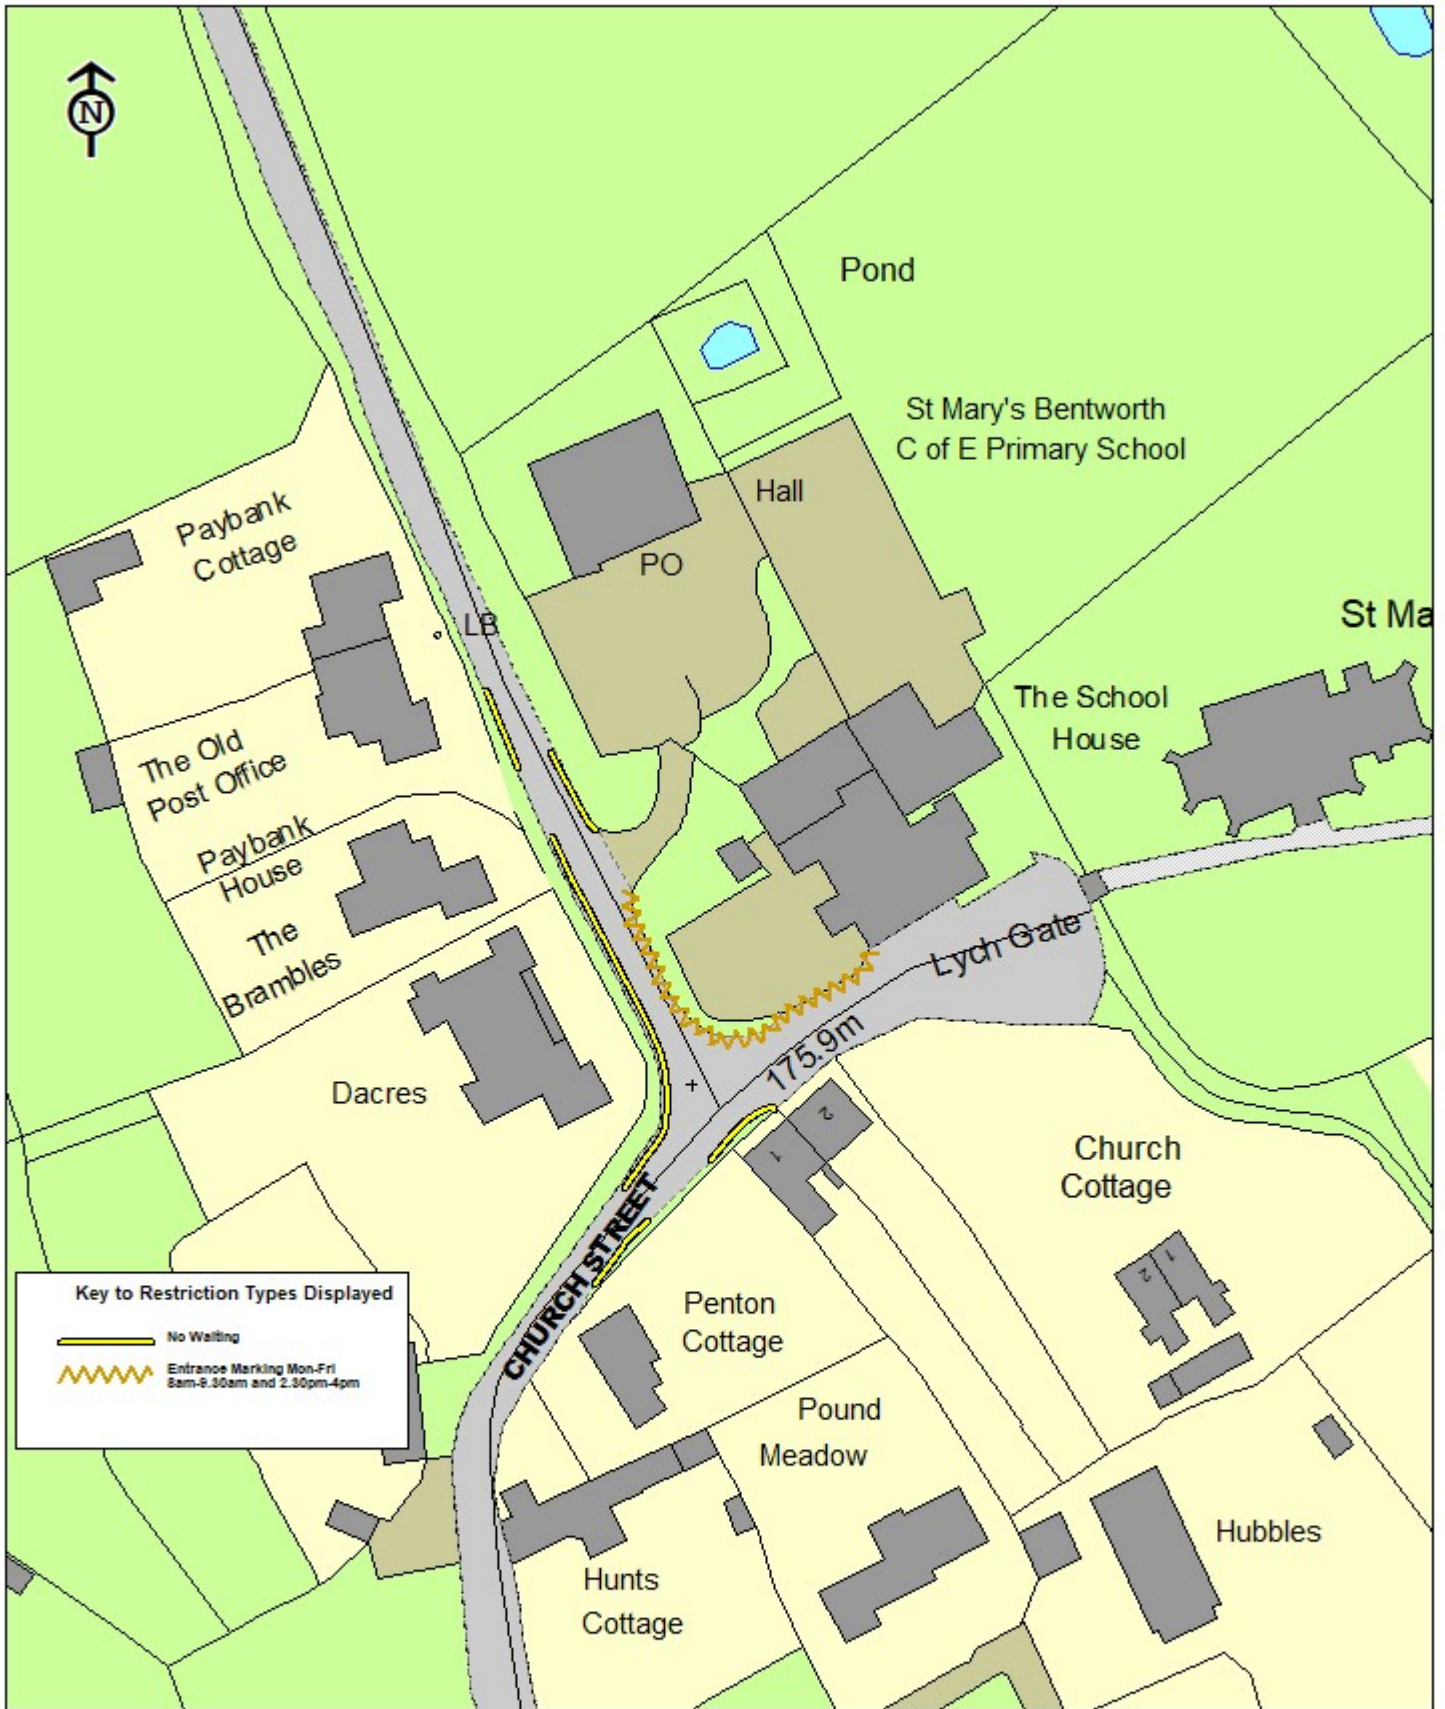 N
Pond
St Mary's Bentworth
C of E Primary School
Hall
PO
Paybank
Cottage
LB
St Ma
The School
House
The Old
Post Office
Paybank
House
The
Brambles
Lych Gate
175.9m
Dacres
2
1
Church
Cottage
1
2
CHURCH STREET
Key to Restriction Types Displayed
No Waiting
Entrance Marking Mon-Fri
8am-9.30am and 2.30pm-4pm
Penton
Cottage
Pound
Meadow
Hubbles
Hunts
Cottage